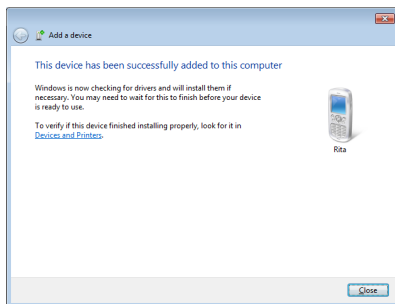 Add a device
This device has been successfully added to this computer
Windows is now checking for drivers and will install them if
necessary. You may need to wait for this to finish before your device
is ready to use.
To verify if this device finished installing properly, look for it in
Devices and Printers.
Rita
Close